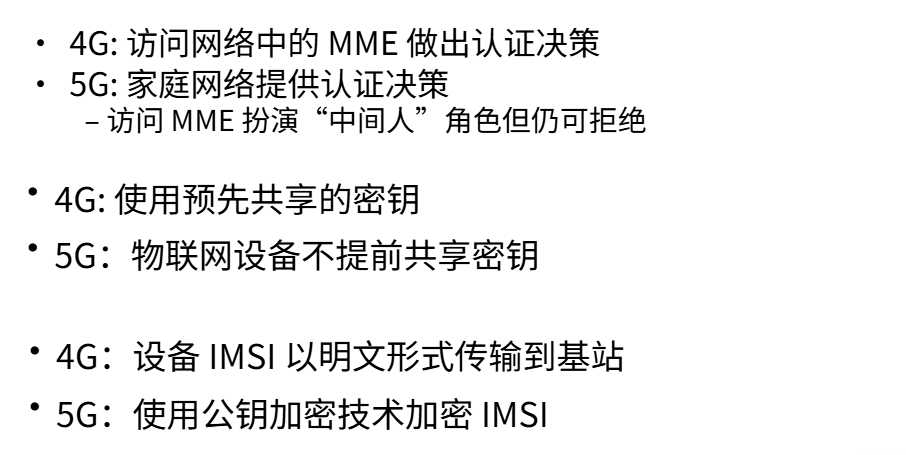 • 4G: 访问网络中的 MME 做出认证决策
• 5G: 家庭网络提供认证决策
– 访问 MME 扮演“中间人”角色但仍可拒绝
• 4G: 使用预先共享的密钥
• 5G：物联网设备不提前共享密钥
• 4G：设备 IMSI 以明文形式传输到基站
• 5G：使用公钥加密技术加密 IMSI